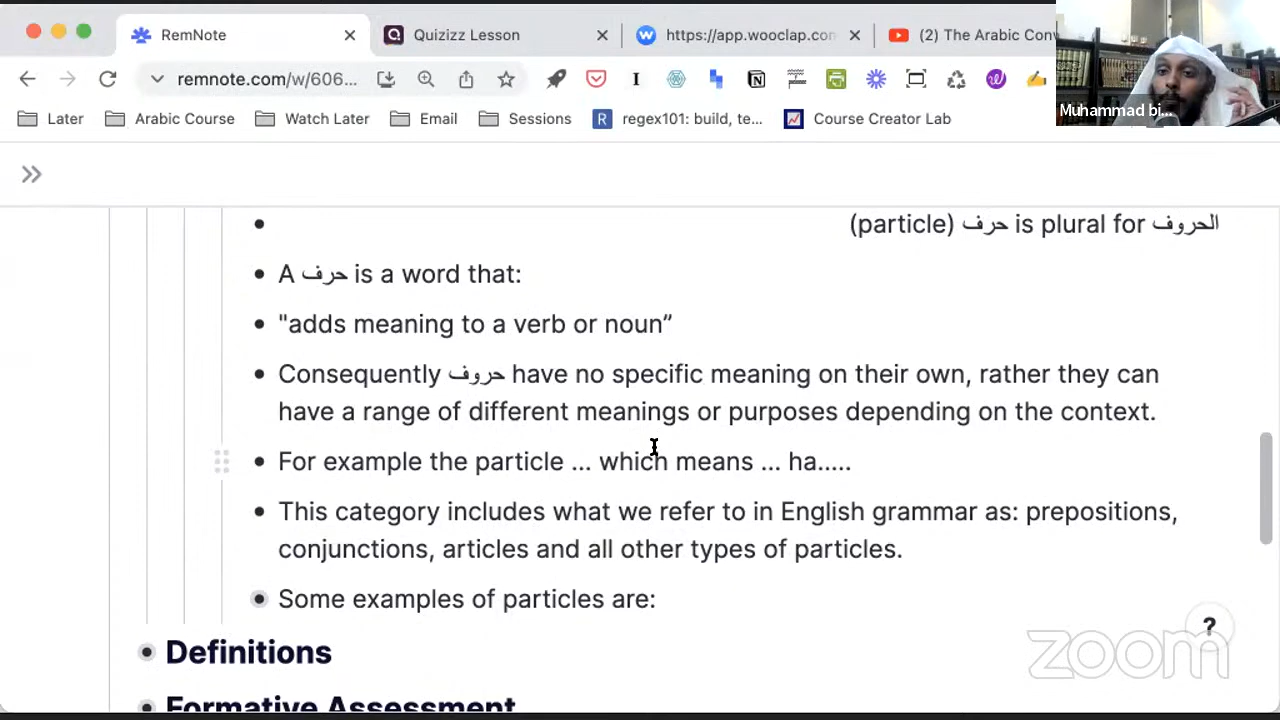 RemNote
Quizizz Lesson
https://app.wooclap.com
(2) The Arabic Conv
remnote.com/w/606...
Muhammad bi...
Later
Arabic Course
Watch Later
Email
Sessions
regex101: build, te...
Course Creator Lab
الحروف is plural for حرف (particle)
A حرف is a word that:
"adds meaning to a verb or noun”
Consequently حروف have no specific meaning on their own, rather they can
have a range of different meanings or purposes depending on the context.
For example the particle ... which means ... ha.....
This category includes what we refer to in English grammar as: prepositions,
conjunctions, articles and all other types of particles.
Some examples of particles are:
?
Definitions
zoom
Formative Assessment